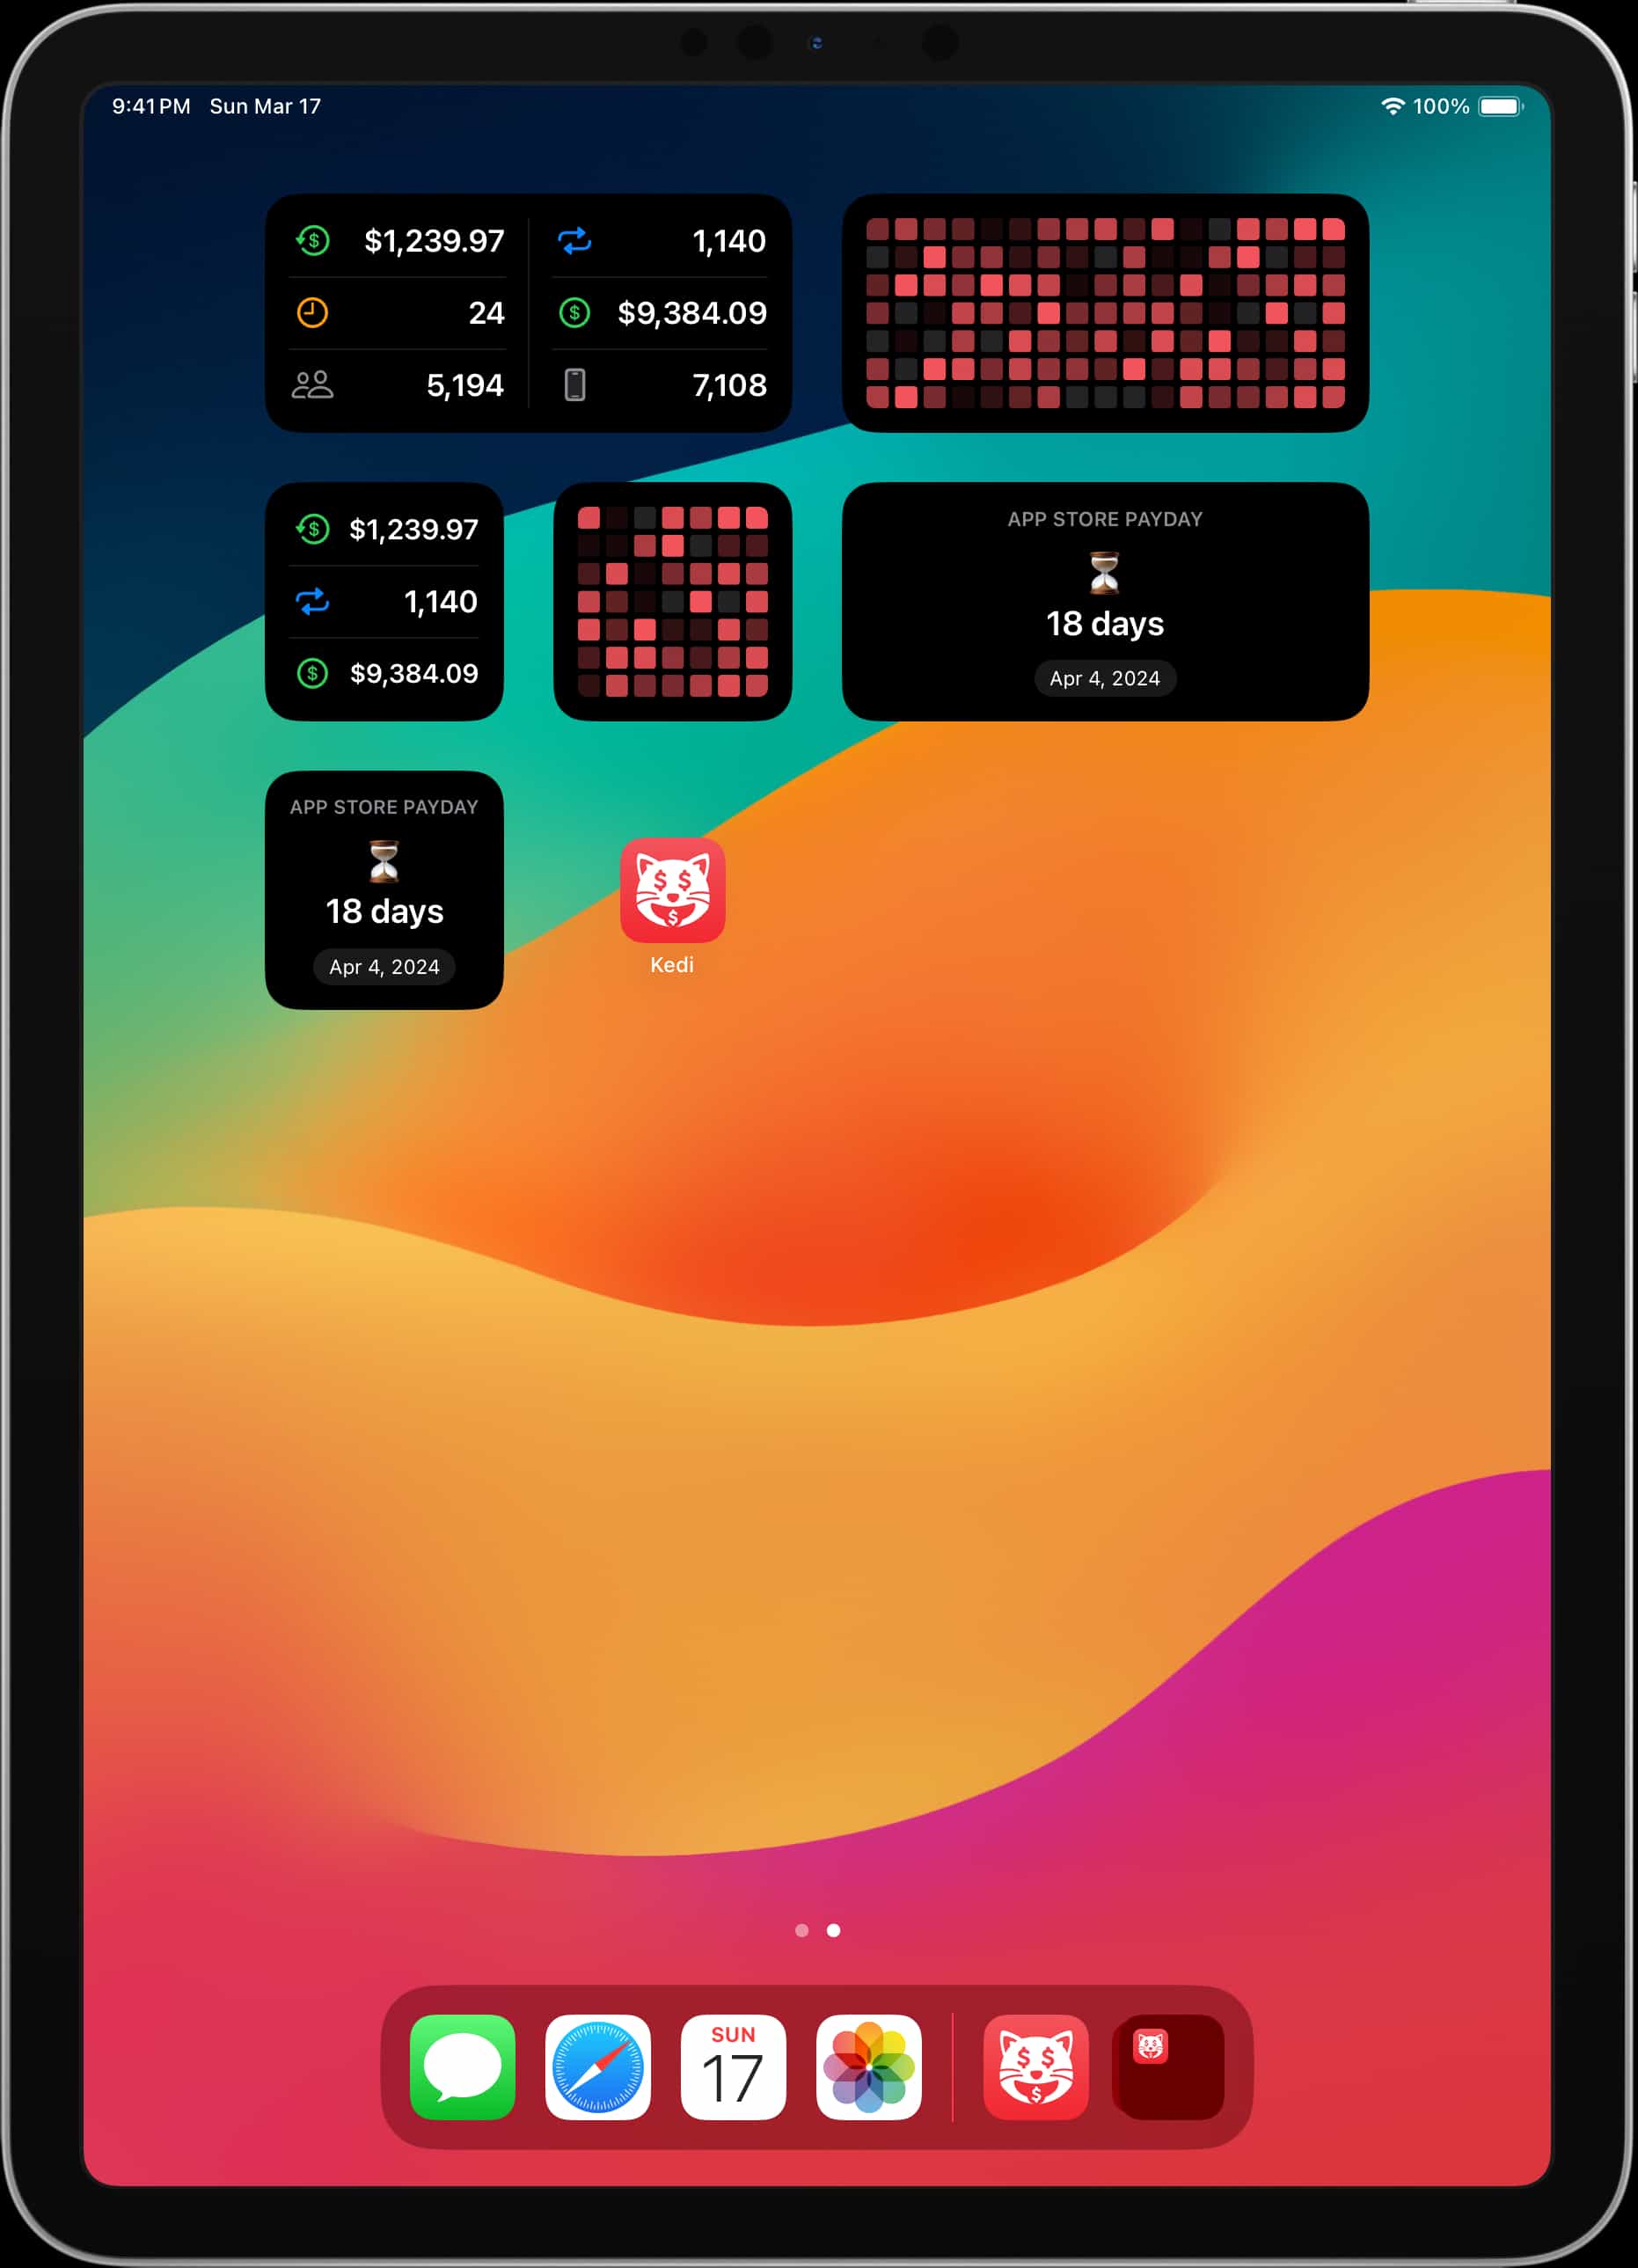 9:41 PM Sun Mar 17 100%
$1,239.97 1,140
24 $9,384.09
5,194 7,108
$1,239.97
1,140
$9,384.09
APP STORE PAYDAY
18 days
Apr 4, 2024
APP STORE PAYDAY
18 days
Apr 4, 2024
Kedi
SUN
17